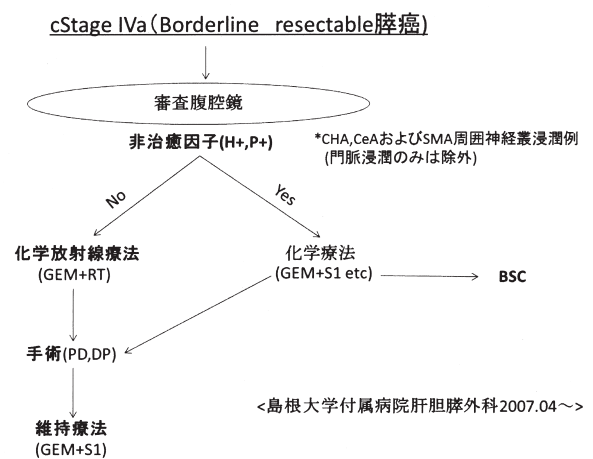 cStage IVa(Borderline resectable膵癌)
審査腹腔鏡
非治癒因子(H+,P+)
*CHA,CeAおよびSMA周囲神経叢浸潤例
(門脈浸潤のみは除外)
No
Yes
化学放射線療法
(GEM+RT)
化学療法
(GEM+S1 etc)
BSC
手術(PD,DP)
維持療法
(GEM+S1)
<島根大学付属病院肝胆膵外科2007.04〜>